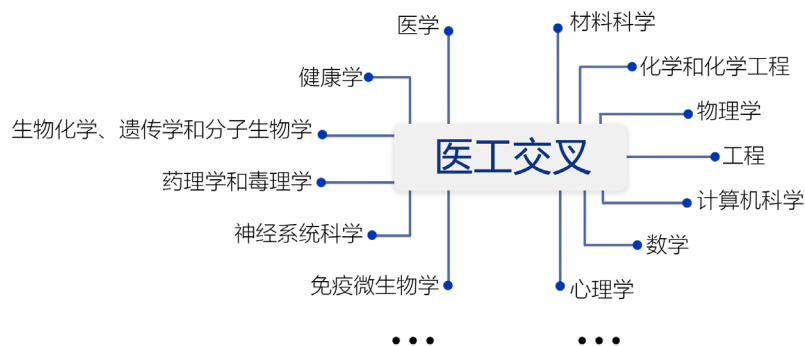 医学
材料科学
健康学
化学和化学工程
物理学
生物化学、遗传学和分子生物学
医工交叉
工程
药理学和毒理学
计算机科学
神经系统科学
数学
免疫微生物学
心理学
••• •••